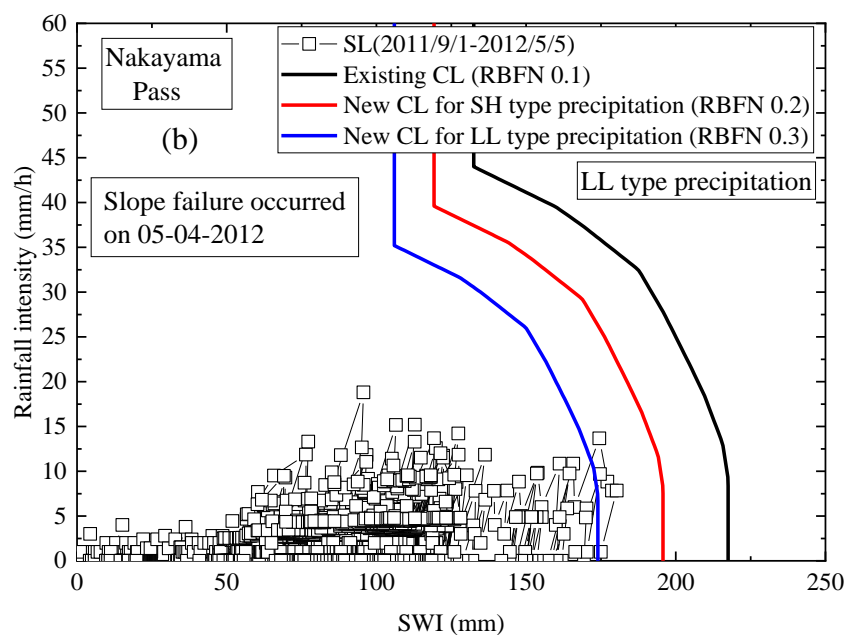 Nakayama
Pass
(b)
SL(2011/9/1-2012/5/5)
Existing CL (RBFN 0.1)
New CL for SH type precipitation (RBFN 0.2)
New CL for LL type precipitation (RBFN 0.3)
LL type precipitation
Slope failure occurred
on 05-04-2012
Rainfall intensity (mm/h)
60
55
50
45
40
35
30
25
20
15
10
5
0
0 50 100 150 200 250
SWI (mm)